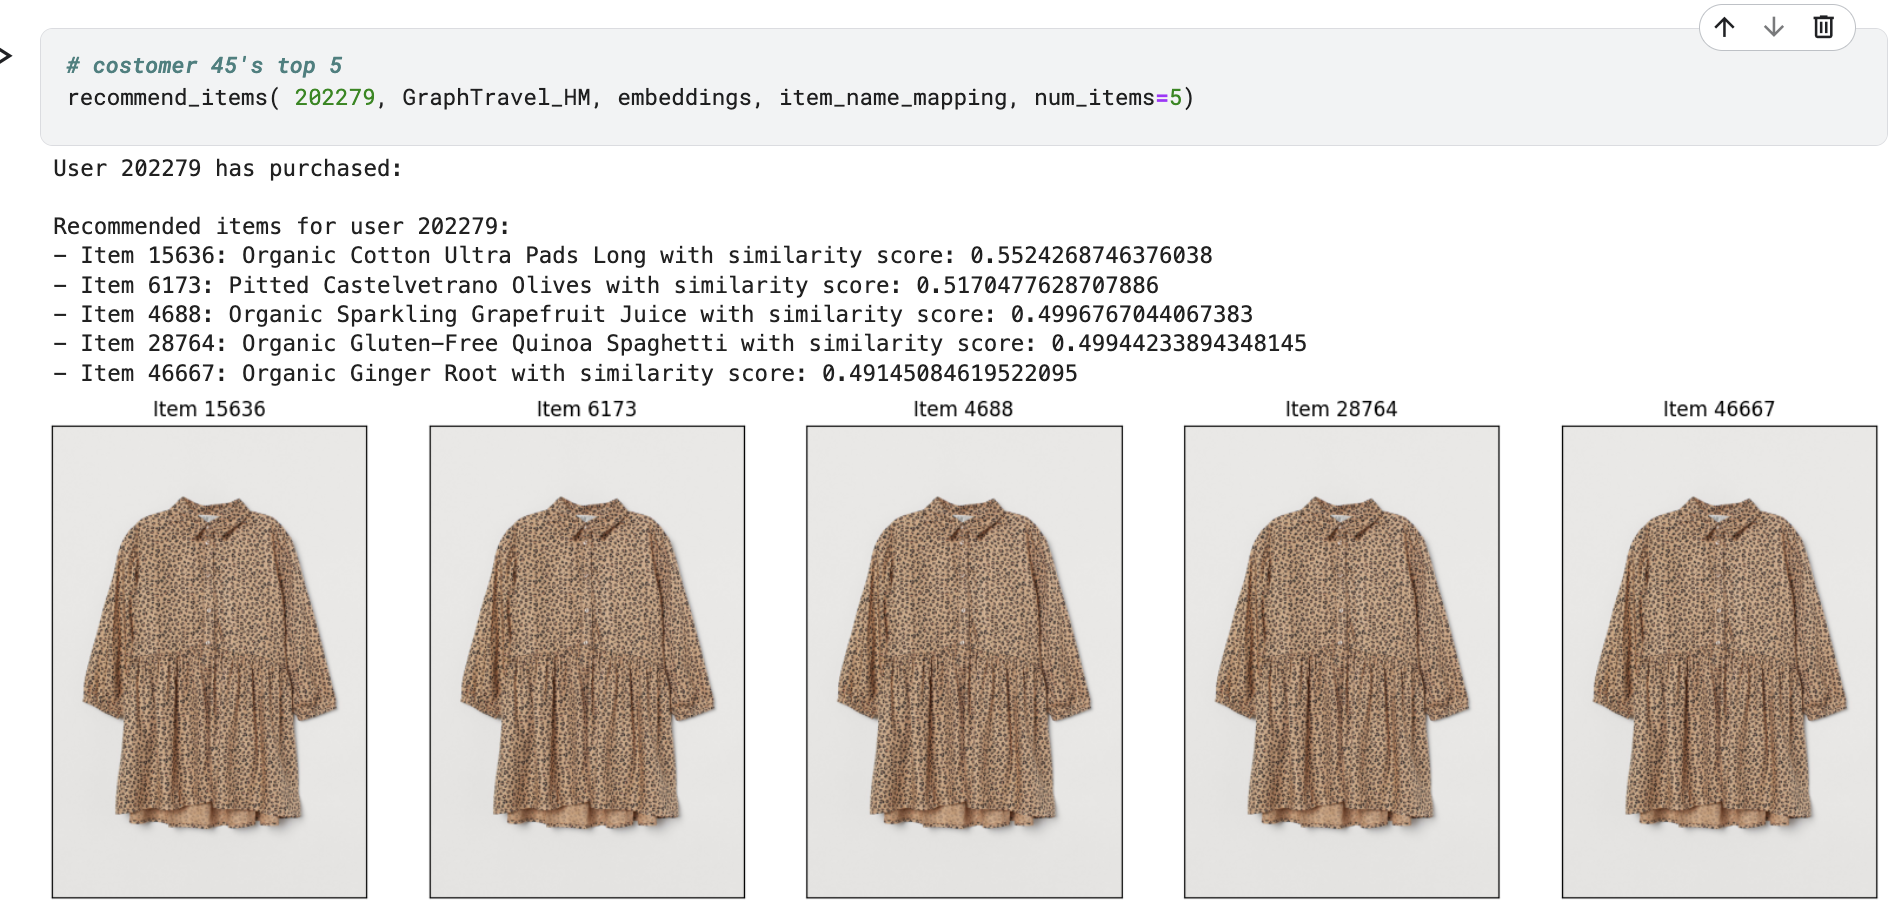 # costomer 45's top 5
recommend_items( 202279, GraphTravel_HM, embeddings, item_name_mapping, num_items=5)
User 202279 has purchased:
Recommended items for user 202279:
- Item 15636: Organic Cotton Ultra Pads Long with similarity score: 0.5524268746376038
- Item 6173: Pitted Castelvetrano Olives with similarity score: 0.5170477628707886
- Item 4688: Organic Sparkling Grapefruit Juice with similarity score: 0.4996767044067383
- Item 28764: Organic Gluten-Free Quinoa Spaghetti with similarity score: 0.49944233894348145
- Item 46667: Organic Ginger Root with similarity score: 0.49145084619522095
Item 15636 Item 6173 Item 4688 Item 28764 Item 46667